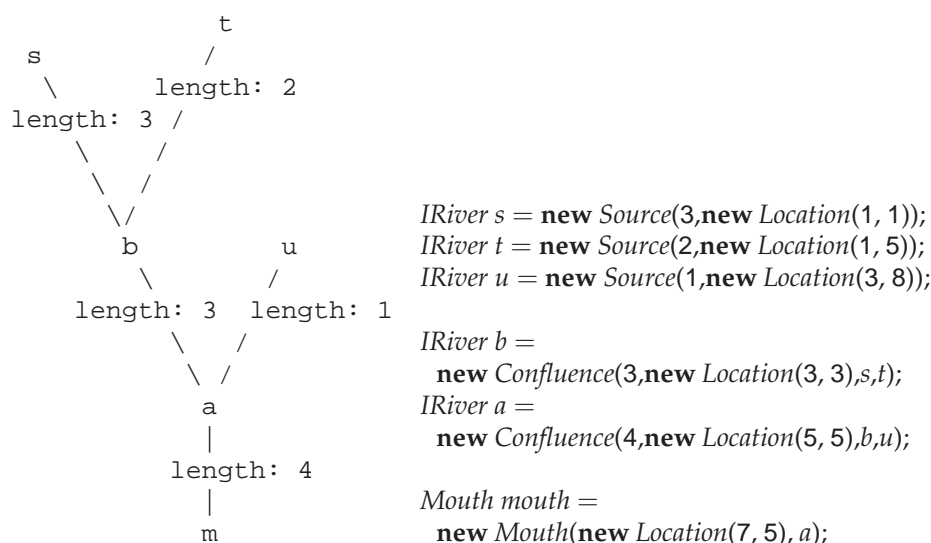 t
s /
\ length: 2
length: 3 /
\ /
\ /
\/
b u
\ /
length: 3 length: 1
\ /
\ /
a
|
length: 4
|
m
IRiver s = new Source(3,new Location(1, 1));
IRiver t = new Source(2,new Location(1, 5));
IRiver u = new Source(1,new Location(3, 8));
IRiver b =
new Confluence(3,new Location(3, 3),s,t);
IRiver a =
new Confluence(4,new Location(5, 5),b,u);
Mouth mouth =
new Mouth(new Location(7, 5), a);